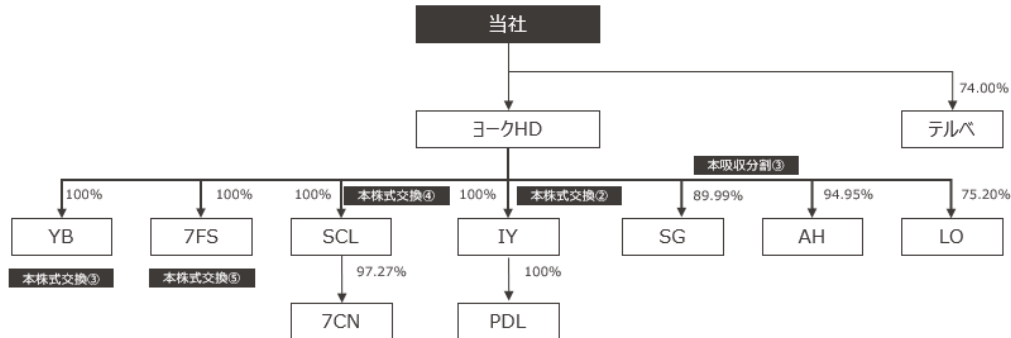 当社
74.00%
ヨークHD
テルベ
本吸収分割③
100%
100%
100%
本株式交換④
100%
本株式交換②
89.99%
94.95%
75.20%
YB
7FS
SCL
IY
SG
AH
LO
本株式交換③
本株式交換⑤
97.27%
100%
7CN
PDL